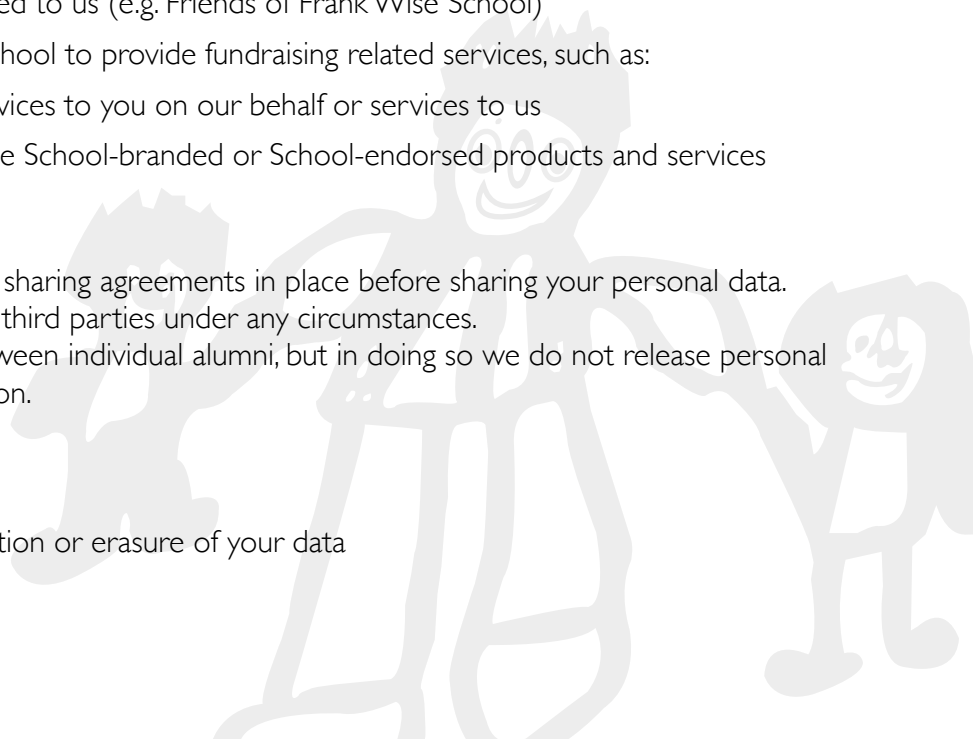 ed to us (e.g. Friends of Frank Wise School)
hool to provide fundraising related services, such as:
vices to you on our behalf or services to us
e School-branded or School-endorsed products and services
sharing agreements in place before sharing your personal data.
third parties under any circumstances.
ween individual alumni, but in doing so we do not release personal
on.
tion or erasure of your data